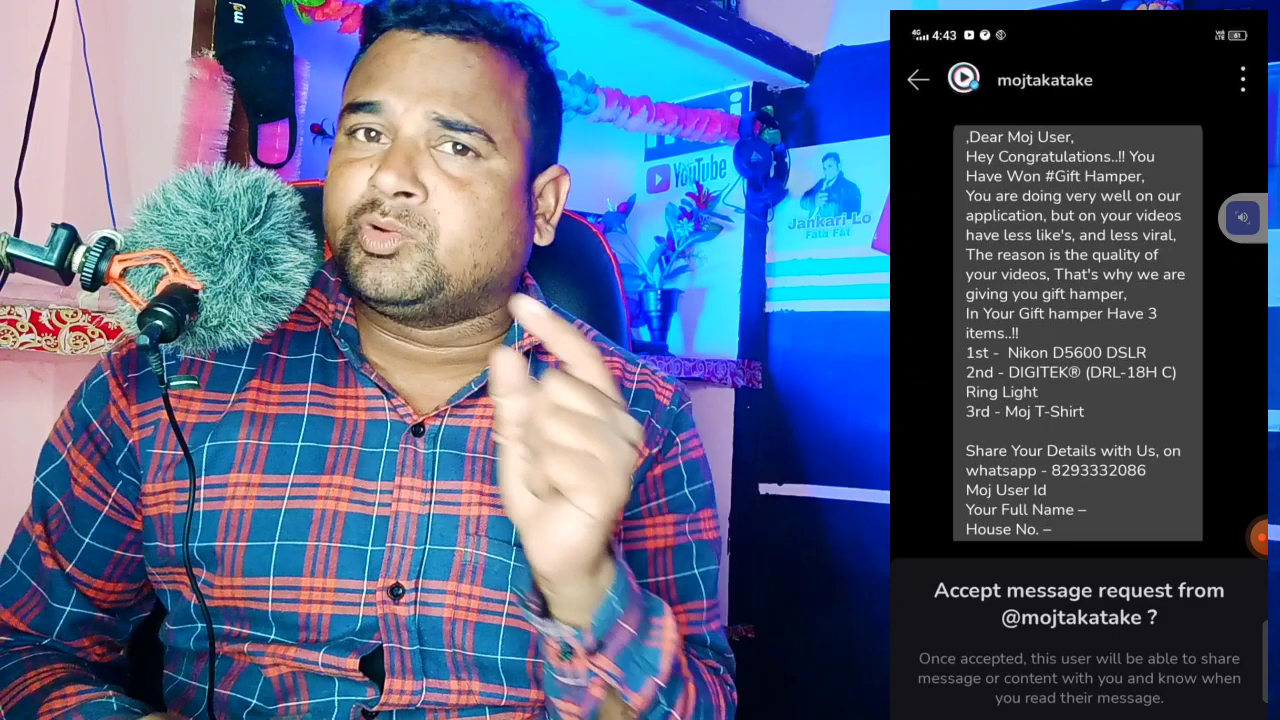 moj
YouTube
Jankari Lo
Fata Fat
4G 4:43
mojtakatake
,Dear Moj User,
Hey Congratulations..!! You
Have Won #Gift Hamper,
You are doing very well on our
application, but on your videos
have less like's, and less viral,
The reason is the quality of
your videos, That's why we are
giving you gift hamper,
In Your Gift hamper Have 3
items..!!
1st -  Nikon D5600 DSLR
2nd - DIGITEK® (DRL-18H C)
Ring Light
3rd - Moj T-Shirt
Share Your Details with Us, on
whatsapp - 8293332086
Moj User Id
Your Full Name –
House No. –
Accept message request from
@mojtakatake ?
Once accepted, this user will be able to share
message or content with you and know when
you read their message.